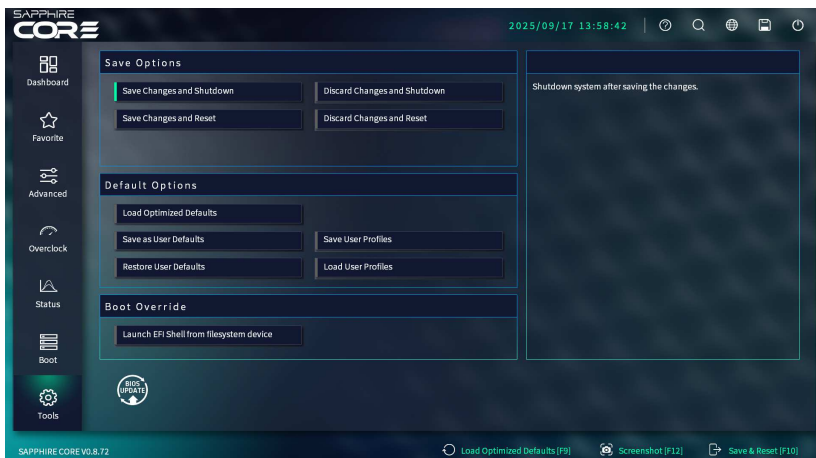 SAPPHIRE
CORE
2025/09/17 13:58:42
Dashboard
Favorite
Advanced
Overclock
Status
Boot
Tools
Save Options
Save Changes and Shutdown
Discard Changes and Shutdown
Save Changes and Reset
Discard Changes and Reset
Default Options
Load Optimized Defaults
Save as User Defaults
Save User Profiles
Restore User Defaults
Load User Profiles
Boot Override
Launch EFI Shell from filesystem device
BIOS
UPDATE
Shutdown system after saving the changes.
SAPPHIRE CORE V0.8.72
Load Optimized Defaults [F9]
Screenshot [F12]
Save & Reset [F10]